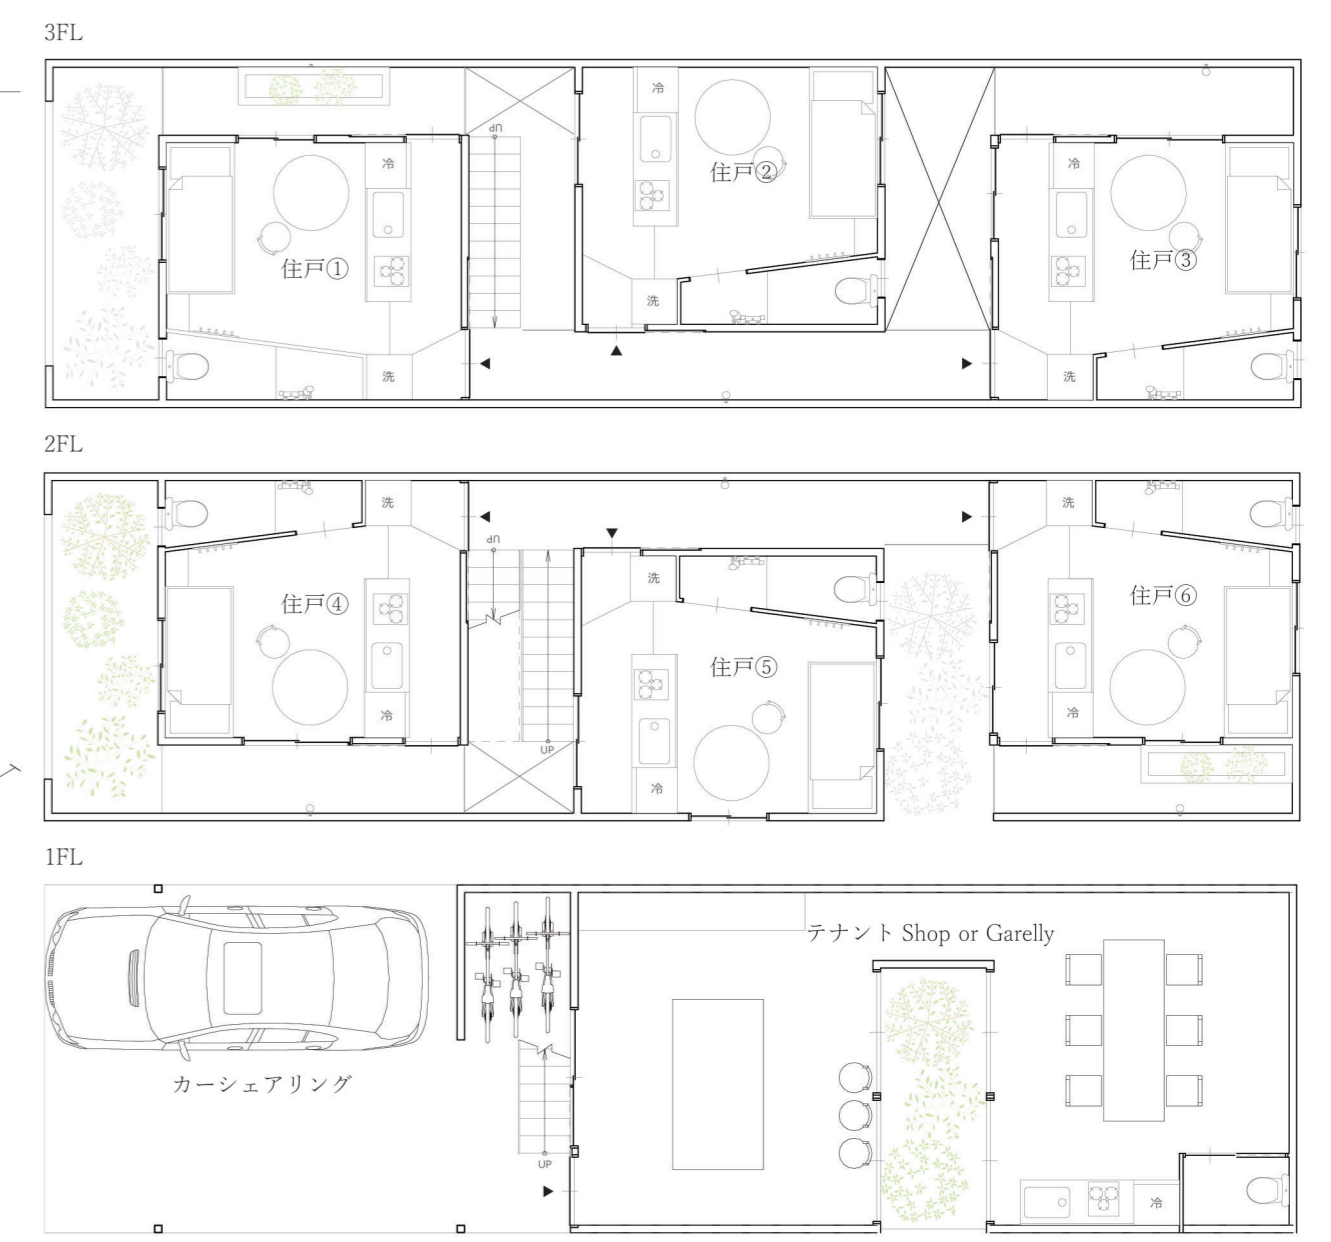 3FL
UP
冷
住戸②
冷
冷
住戸①
住戸③
洗
洗
洗
2FL
洗
洗
UP
洗
住戸④
住戸⑥
住戸⑤
冷
冷
UP
冷
1FL
テナント Shop or Garelly
カーシェアリング
UP
冷